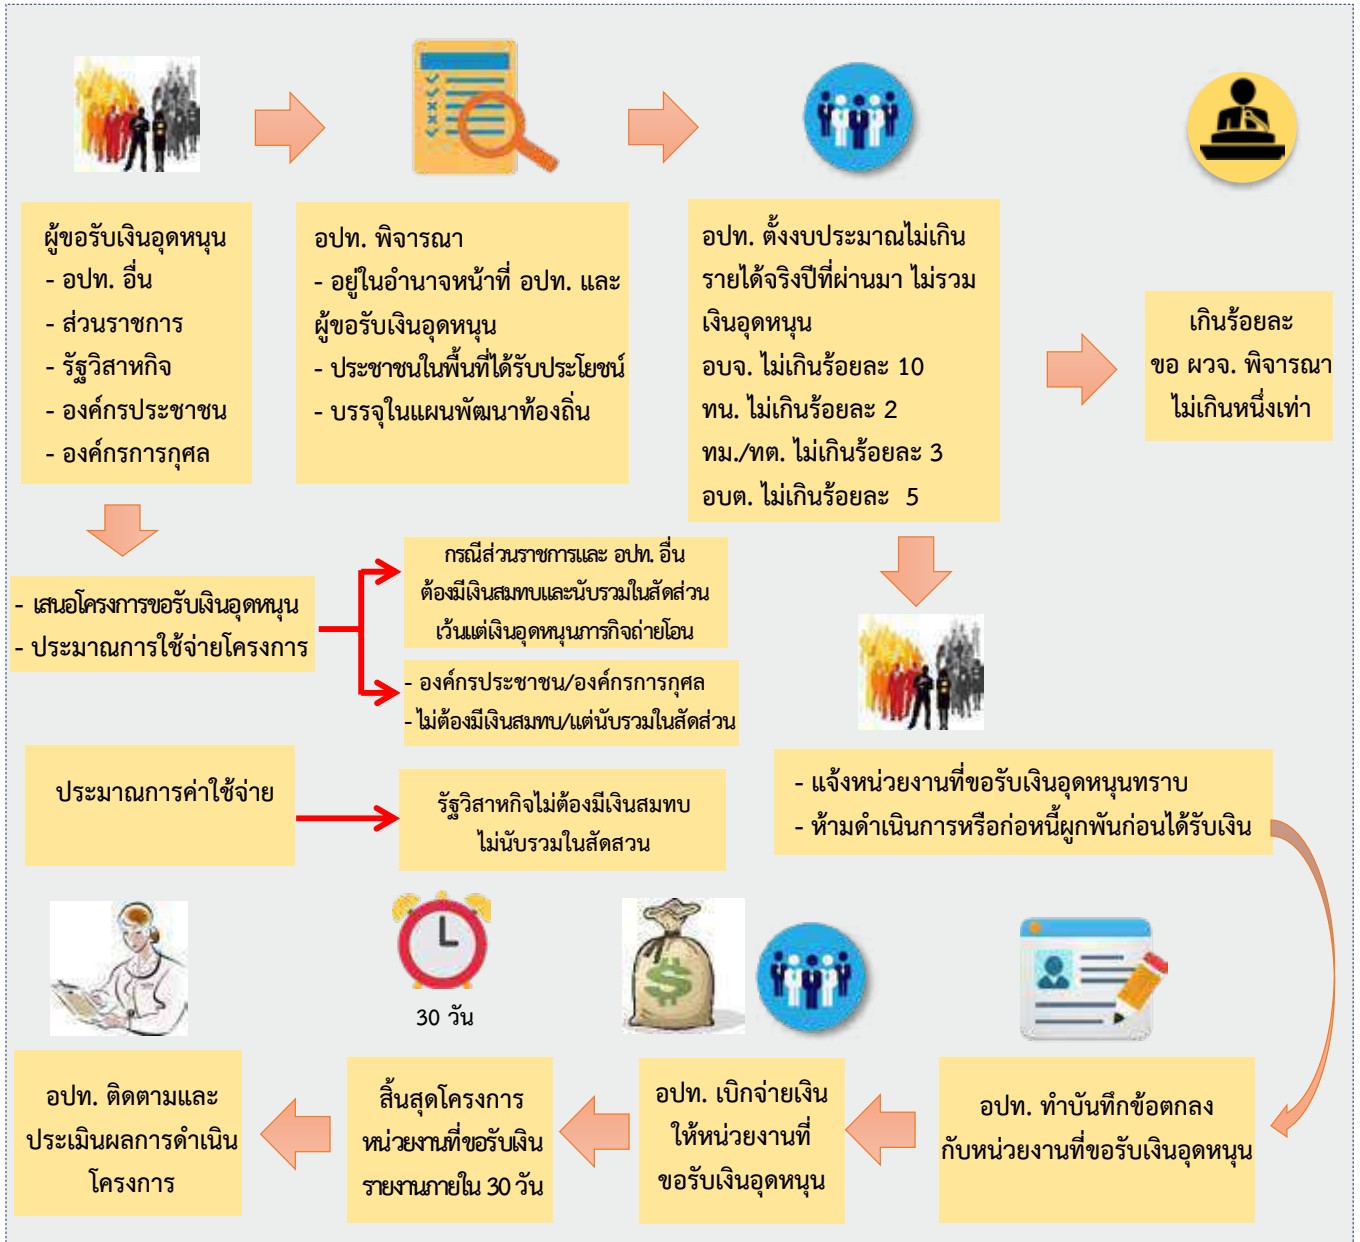 ผู้ขอรับเงินอุดหนุน
- อปท. อื่น
- ส่วนราชการ
- รัฐวิสาหกิจ
- องค์กรประชาชน
- องค์กรการกุศล
อปท. พิจารณา
- อยู่ในอำนาจหน้าที่ อปท. และ
ผู้ขอรับเงินอุดหนุน
- ประชาชนในพื้นที่ได้รับประโยชน์
- บรรจุในแผนพัฒนาท้องถิ่น
อปท. ตั้งงบประมาณไม่เกิน
รายได้จริงปีที่ผ่านมา ไม่รวม
เงินอุดหนุน
อบจ. ไม่เกินร้อยละ 10
ทน. ไม่เกินร้อยละ 2
ทม./ทต. ไม่เกินร้อยละ 3
อบต. ไม่เกินร้อยละ 5
เกินร้อยละ
ขอ ผวจ. พิจารณา
ไม่เกินหนึ่งเท่า
- เสนอโครงการขอรับเงินอุดหนุน
- ประมาณการใช้จ่ายโครงการ
กรณีส่วนราชการและ อปท. อื่น
ต้องมีเงินสมทบและนับรวมในสัดส่วน
เว้นแต่เงินอุดหนุนภารกิจถ่ายโอน
- องค์กรประชาชน/องค์กรการกุศล
- ไม่ต้องมีเงินสมทบ/แต่นับรวมในสัดส่วน
ประมาณการค่าใช้จ่าย
รัฐวิสาหกิจไม่ต้องมีเงินสมทบ
ไม่นับรวมในสัดสวน
- แจ้งหน่วยงานที่ขอรับเงินอุดหนุนทราบ
- ห้ามดำเนินการหรือก่อหนี้ผูกพันก่อนได้รับเงิน
อปท. ทำบันทึกข้อตกลง
กับหน่วยงานที่ขอรับเงินอุดหนุน
อปท. เบิกจ่ายเงิน
ให้หน่วยงานที่
ขอรับเงินอุดหนุน
30 วัน
สิ้นสุดโครงการ
หน่วยงานที่ขอรับเงิน
รายงานภายใน 30 วัน
อปท. ติดตามและ
ประเมินผลการดำเนิน
โครงการ